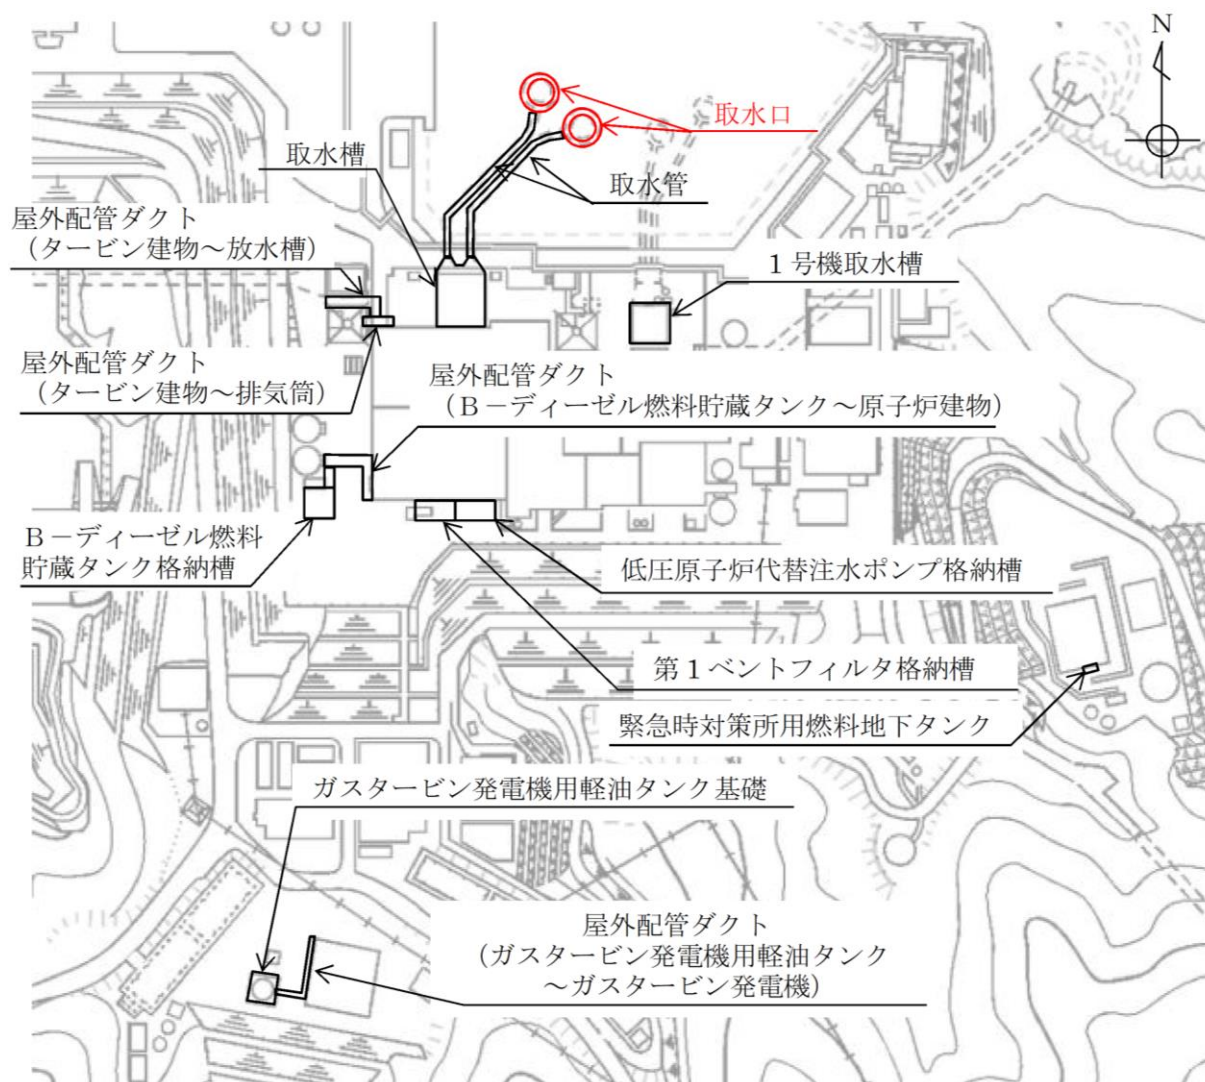 N
取水口
取水槽
取水管
屋外配管ダクト
（タービン建物～放水槽）
1号機取水槽
屋外配管ダクト
（タービン建物～排気筒）
屋外配管ダクト
（B－ディーゼル燃料貯蔵タンク～原子炉建物）
B－ディーゼル燃料
貯蔵タンク格納槽
低圧原子炉代替注水ポンプ格納槽
第1ベントフィルタ格納槽
緊急時対策所用燃料地下タンク
ガスタービン発電機用軽油タンク基礎
屋外配管ダクト
（ガスタービン発電機用軽油タンク
～ガスタービン発電機）